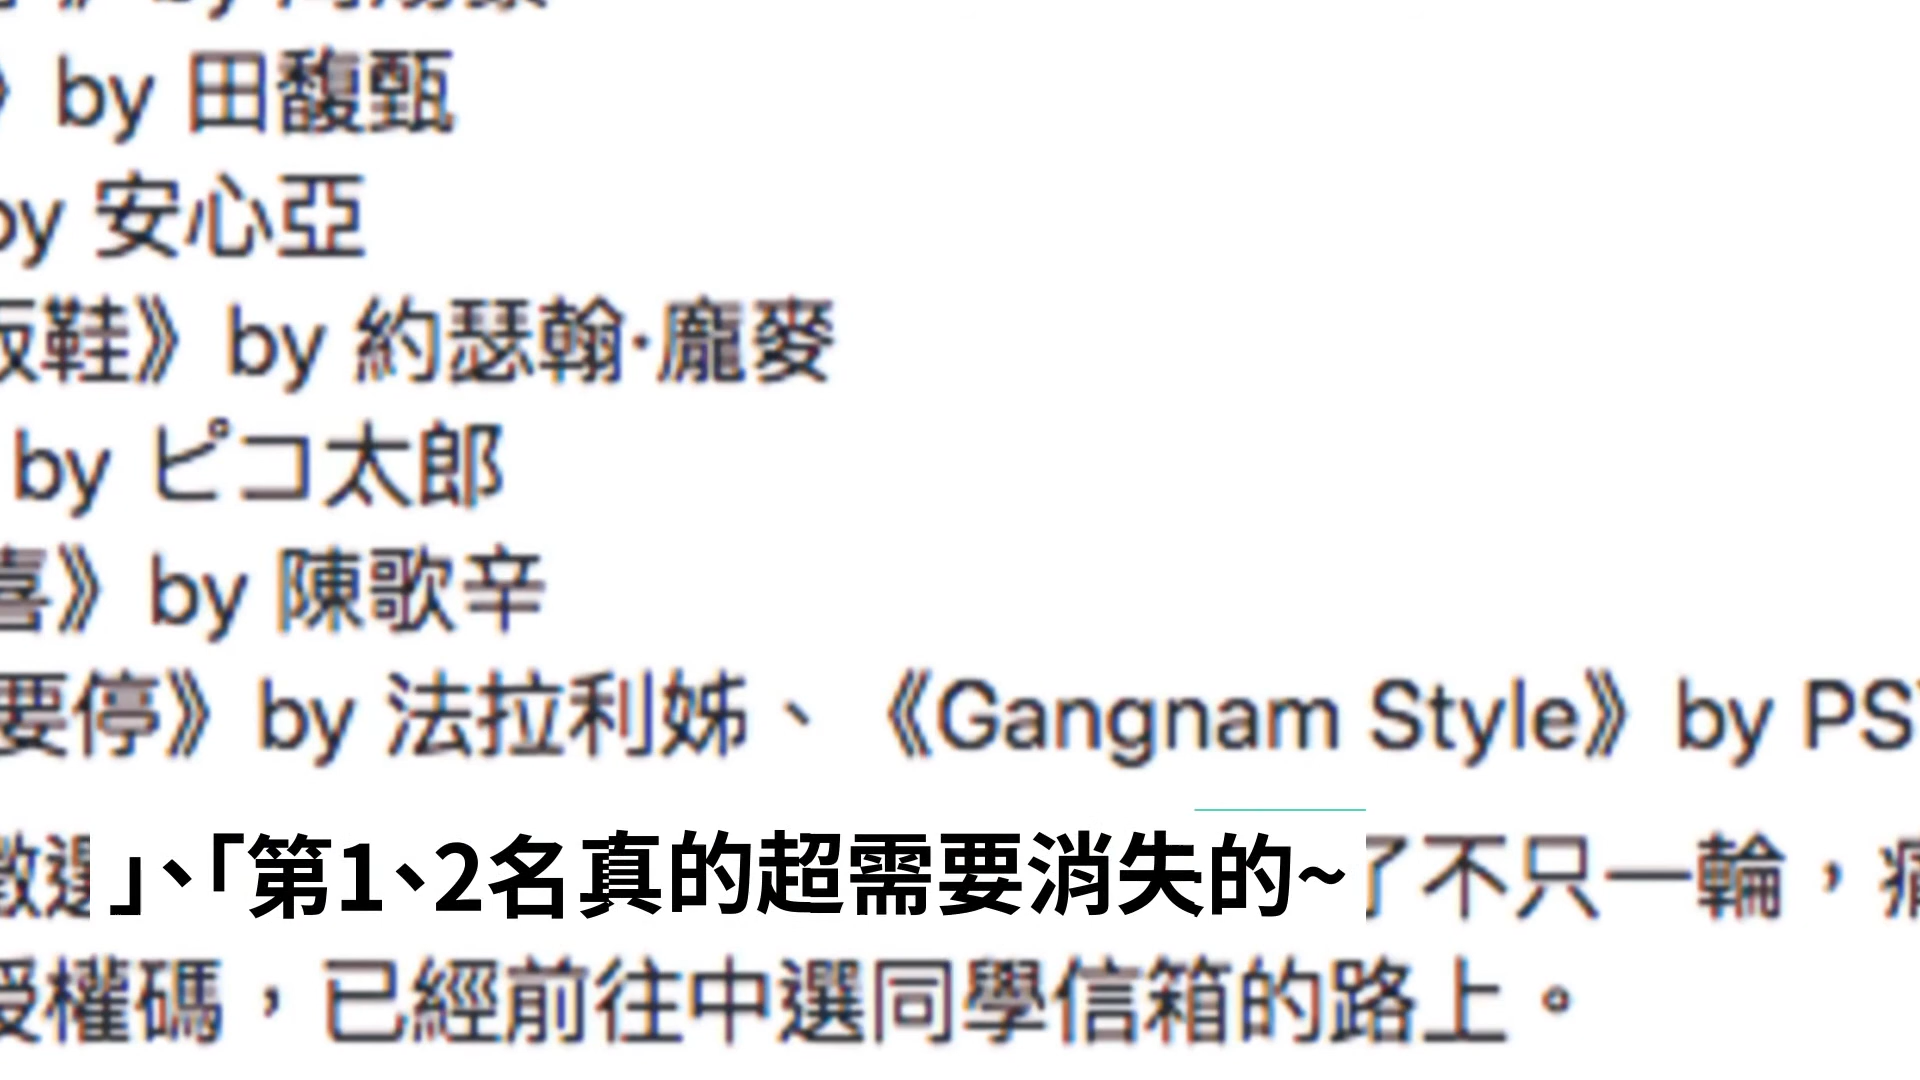 》by 田馥甄
by 安心亞
鞋》by 約瑟翰·龐麥
by ピコ太郎
喜》by 陳歌辛
要停》by 法拉利姊、《Gangnam Style》by PS
」、「第1、2名真的超需要消失的~
了不只一輪，
授權碼，已經前往中選同學信箱的路上。